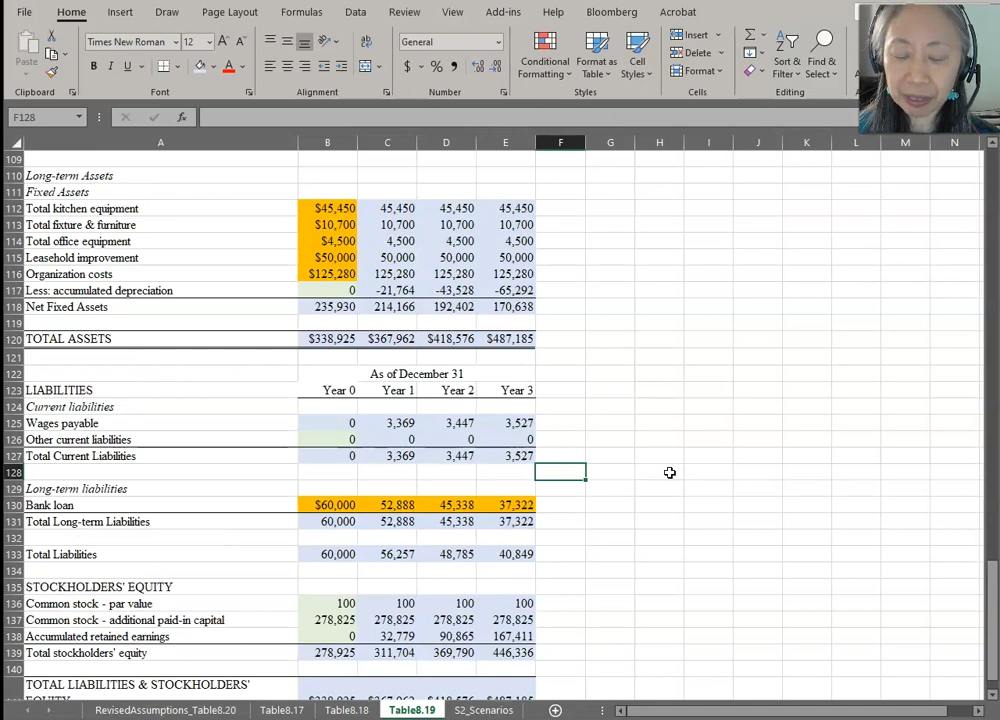 File Home Insert Draw Page Layout Formulas Data Review View Add-ins Help Bloomberg Acrobat
Paste Times New Roman 12 General Conditional Formatting Format as Table Cell Styles Insert Delete Format Sort & Filter Find & Select
Clipboard Font Alignment Number Styles Cells Editing
F128 fx
A B C D E F G H I J K L M N
109
110 Long-term Assets
111 Fixed Assets
112 Total kitchen equipment $45,450 45,450 45,450 45,450
113 Total fixture & furniture $10,700 10,700 10,700 10,700
114 Total office equipment $4,500 4,500 4,500 4,500
115 Leasehold improvement $50,000 50,000 50,000 50,000
116 Organization costs $125,280 125,280 125,280 125,280
117 Less: accumulated depreciation 0 -21,764 -43,528 -65,292
118 Net Fixed Assets 235,930 214,166 192,402 170,638
119
120 TOTAL ASSETS $338,925 $367,962 $418,576 $487,185
121
122 As of December 31
123 LIABILITIES Year 0 Year 1 Year 2 Year 3
124 Current liabilities
125 Wages payable 0 3,369 3,447 3,527
126 Other current liabilities 0 0 0 0
127 Total Current Liabilities 0 3,369 3,447 3,527
128
129 Long-term liabilities
130 Bank loan $60,000 52,888 45,338 37,322
131 Total Long-term Liabilities 60,000 52,888 45,338 37,322
132
133 Total Liabilities 60,000 56,257 48,785 40,849
134
135 STOCKHOLDERS' EQUITY
136 Common stock - par value 100 100 100 100
137 Common stock - additional paid-in capital 278,825 278,825 278,825 278,825
138 Accumulated retained earnings 0 32,779 90,865 167,411
139 Total stockholders' equity 278,925 311,704 369,790 446,336
140
TOTAL LIABILITIES & STOCKHOLDERS'
EQUITY $338,925 $367,962 $418,576 $487,185
RevisedAssumptions_Table8.20 Table8.17 Table8.18 Table8.19 S2_Scenarios